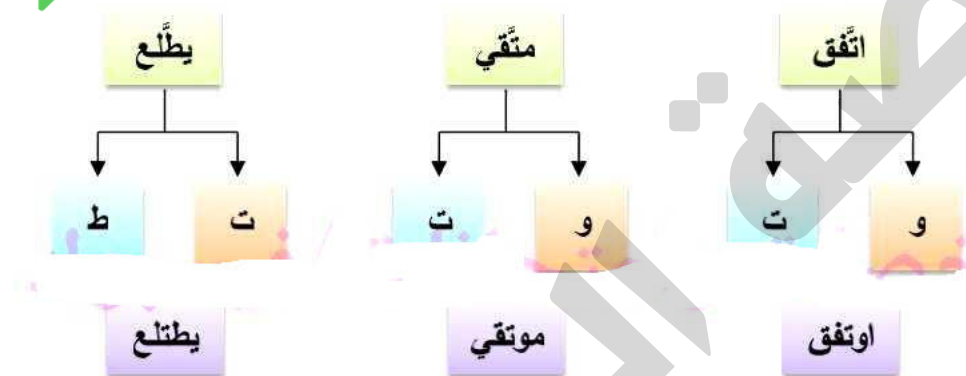 اتَّفق متَّقي يطَّلع
و ت و ت ت ط
اوتفق موتقي يطتلع